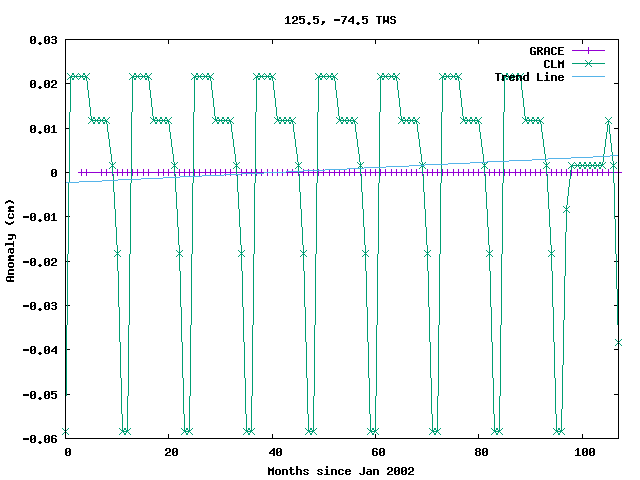 125.5, -74.5 TWS
GRACE
CLM
Trend Line
0.03
0.02
0.01
0
-0.01
-0.02
-0.03
-0.04
-0.05
-0.06
Anomaly (cm)
0 20 40 60 80 100
Months since Jan 2002